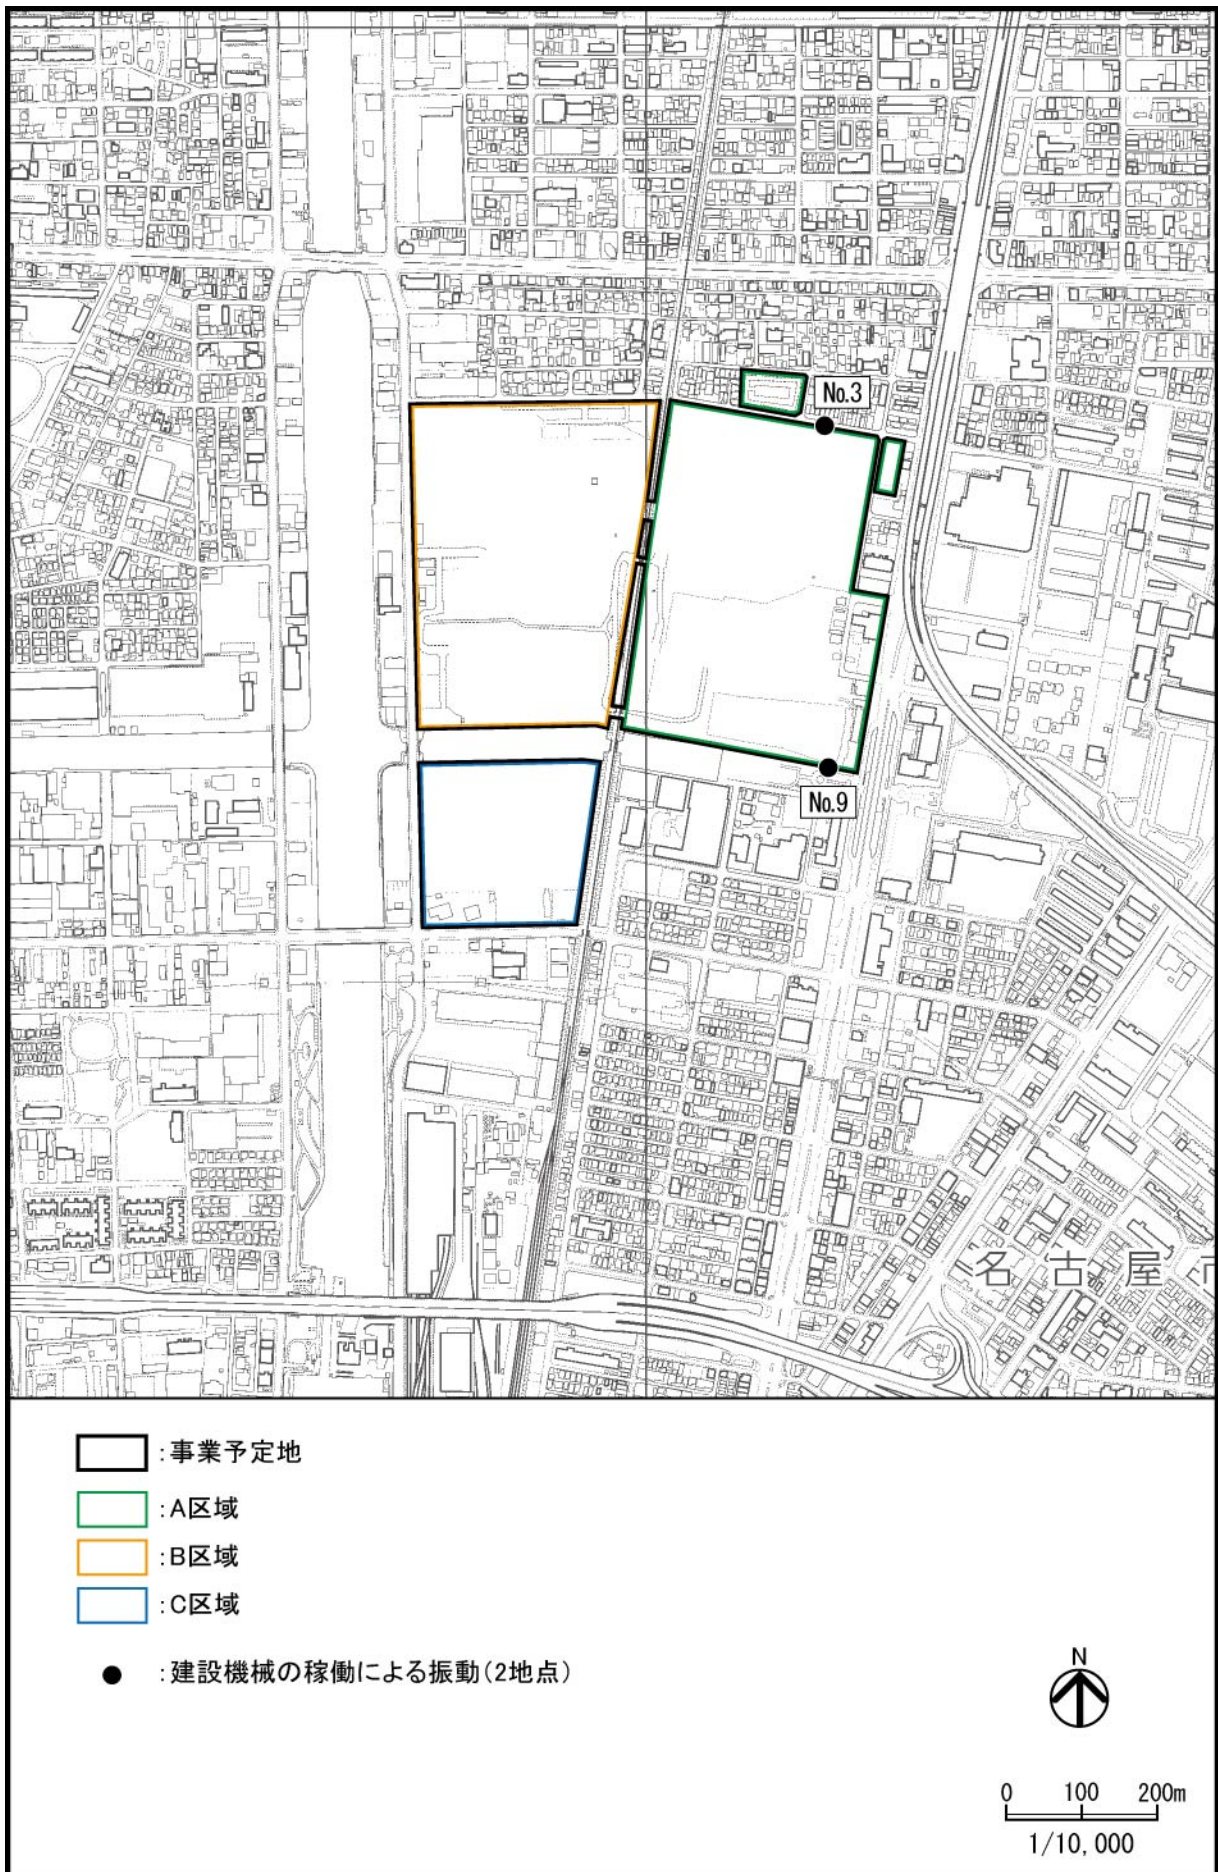 No.3
No.9
名古屋市
:事業予定地
:A区域
:B区域
:C区域
:建設機械の稼働による振動(2地点)
N
0 100 200m
1/10,000